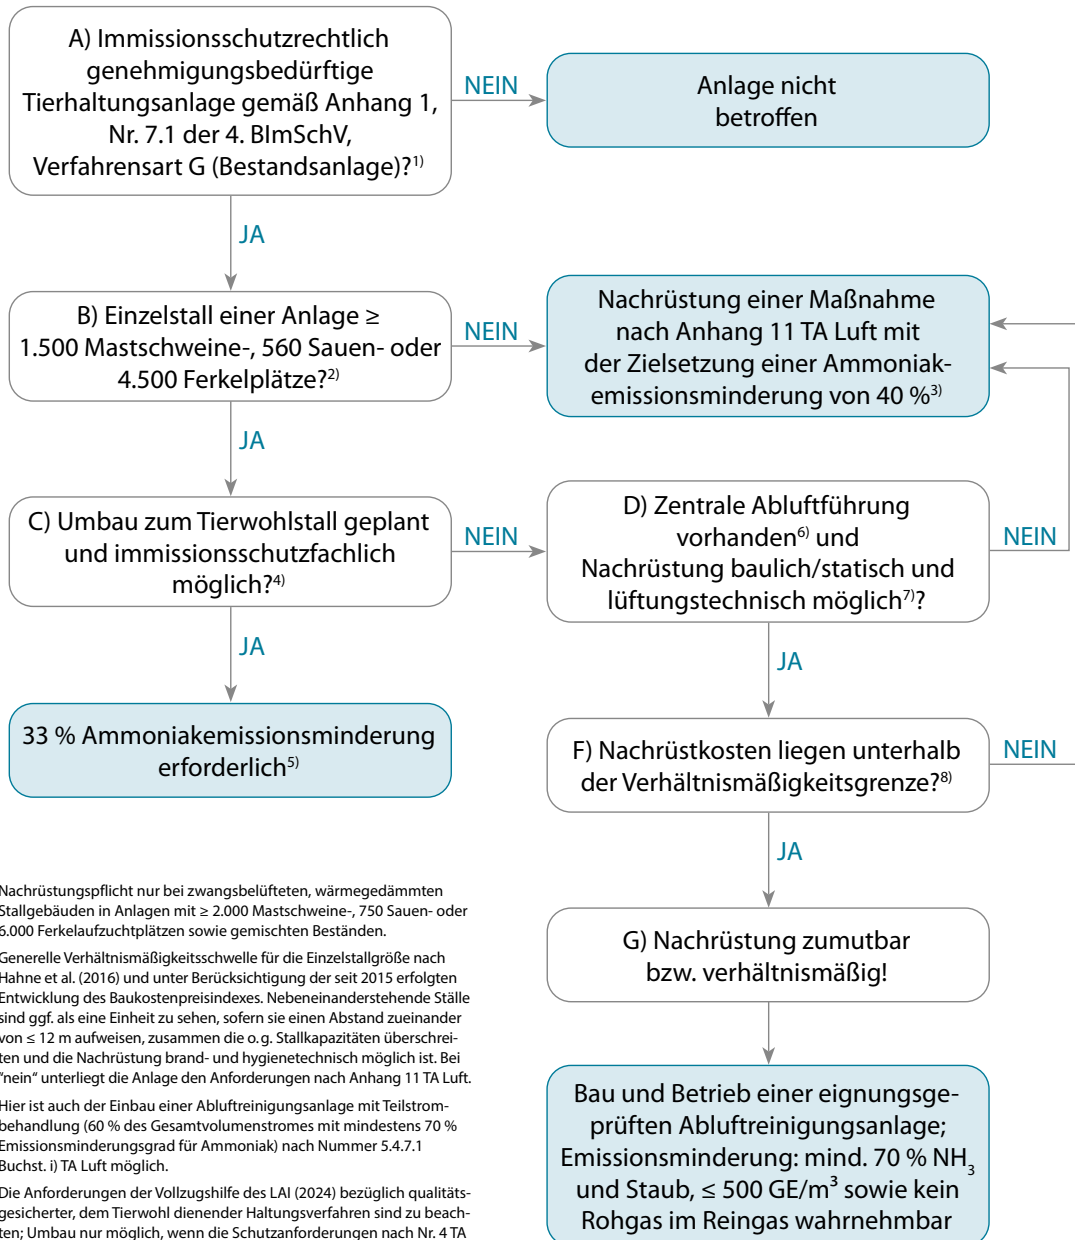 A) Immissionsschutzrechtlich
genehmigungsbedürftige
Tierhaltungsanlage gemäß Anhang 1,
Nr. 7.1 der 4. BImSchV,
Verfahrensart G (Bestandsanlage)?1)
NEIN
Anlage nicht
betroffen
JA
B) Einzelstall einer Anlage ≥
1.500 Mastschweine-, 560 Sauen- oder
4.500 Ferkelplätze?2)
NEIN
Nachrüstung einer Maßnahme
nach Anhang 11 TA Luft mit
der Zielsetzung einer Ammoniak-
emissionsminderung von 40 %3)
JA
C) Umbau zum Tierwohlstall geplant
und immissionsschutzfachlich
möglich?4)
NEIN
D) Zentrale Abluftführung
vorhanden6) und
Nachrüstung baulich/statisch und
lüftungstechnisch möglich7)?
NEIN
JA
33 % Ammoniakemissionsminderung
erforderlich5)
JA
F) Nachrüstkosten liegen unterhalb
der Verhältnismäßigkeitsgrenze?8)
NEIN
JA
G) Nachrüstung zumutbar
bzw. verhältnismäßig!
Bau und Betrieb einer eignungsge-
prüften Abluftreinigungsanlage;
Emissionsminderung: mind. 70 % NH3
und Staub, ≤ 500 GE/m³ sowie kein
Rohgas im Reingas wahrnehmbar
Nachrüstungspflicht nur bei zwangsbelüfteten, wärmegedämmten
Stallgebäuden in Anlagen mit ≥ 2.000 Mastschweine-, 750 Sauen- oder
6.000 Ferkelaufzuchtplätzen sowie gemischten Beständen.
Generelle Verhältnismäßigkeitsschwelle für die Einzelstallgröße nach
Hahne et al. (2016) und unter Berücksichtigung der seit 2015 erfolgten
Entwicklung des Baukostenpreisindexes. Nebeneinanderstehende Ställe
sind ggf. als eine Einheit zu sehen, sofern sie einen Abstand zueinander
von ≤ 12 m aufweisen, zusammen die o. g. Stallkapazitäten überschrei-
ten und die Nachrüstung brand- und hygienetechnisch möglich ist. Bei
"nein“ unterliegt die Anlage den Anforderungen nach Anhang 11 TA Luft.
Hier ist auch der Einbau einer Abluftreinigungsanlage mit Teilstrom-
behandlung (60 % des Gesamtvolumenstromes mit mindestens 70 %
Emissionsminderungsgrad für Ammoniak) nach Nummer 5.4.7.1
Buchst. i) TA Luft möglich.
Die Anforderungen der Vollzugshilfe des LAI (2024) bezüglich qualitäts-
gesicherter, dem Tierwohl dienender Haltungsverfahren sind zu beach-
ten; Umbau nur möglich, wenn die Schutzanforderungen nach Nr. 4 TA